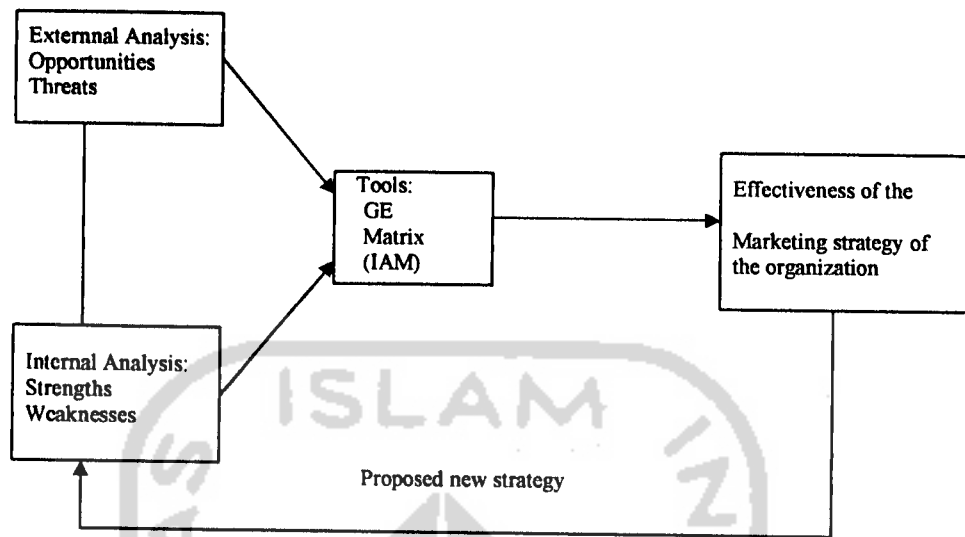 Externnal Analysis:
Opportunities
Threats
Tools:
GE
Matrix
(IAM)
Effectiveness of the
Marketing strategy of
the organization
Internal Analysis:
Strengths
Weaknesses
ISLAM
Proposed new strategy